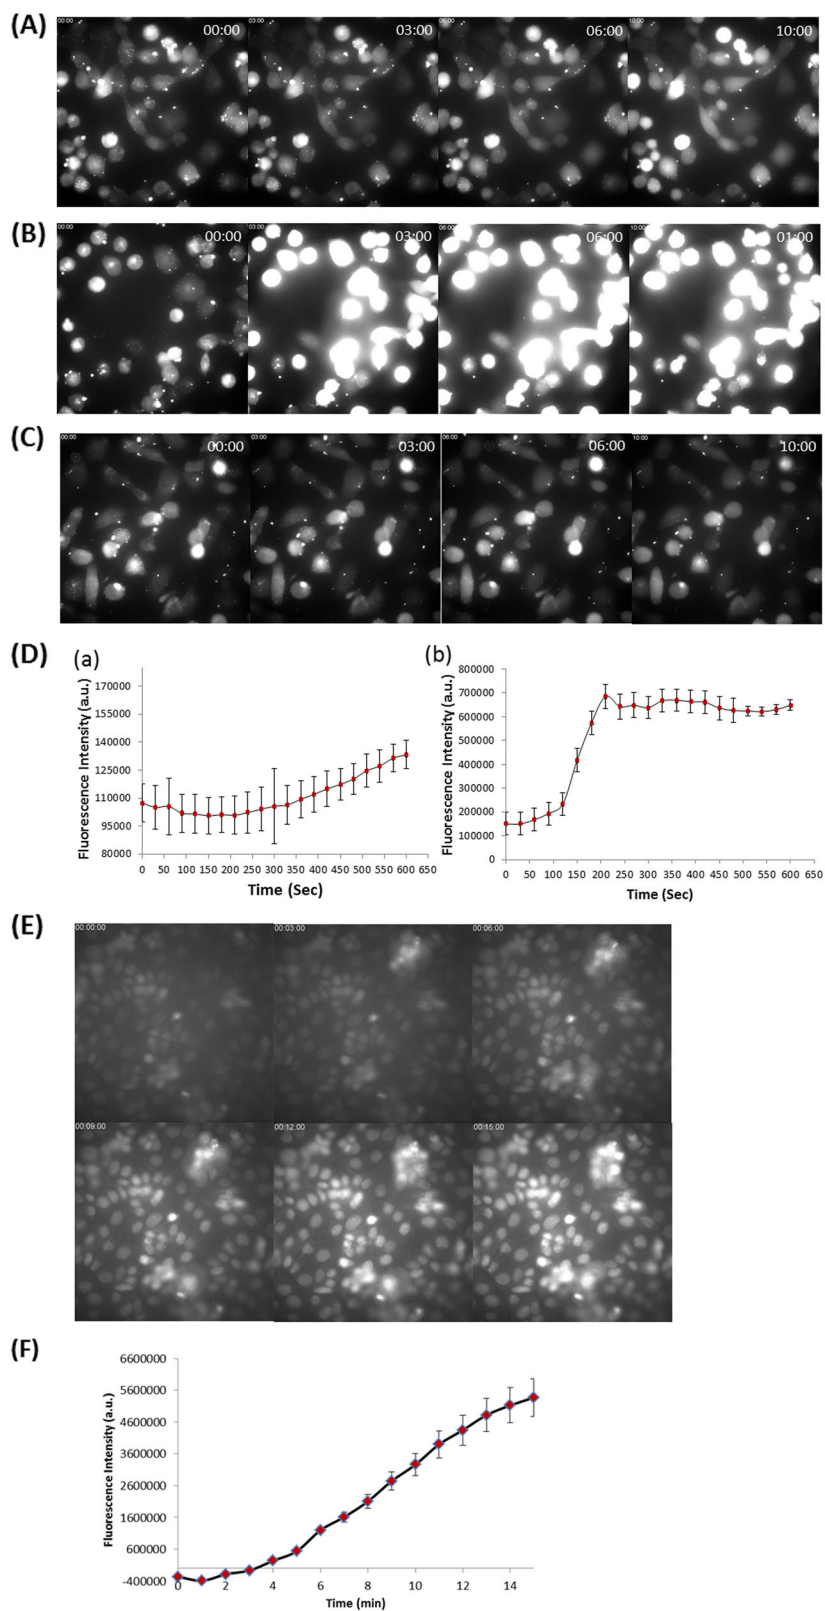 (A)
00:00 00:00 03:00 03:00 06:00 06:00 10:00 10:00
(B)
00:00 00:00 03:00 03:00 06:00 06:00 10:00 01:00
(C)
00:00 00:00 03:00 03:00 06:00 06:00 10:00 10:00
(D)
(a)
Fluorescence Intensity (a.u.)
170000
155000
140000
125000
110000
95000
80000
0 50 100 150 200 250 300 350 400 450 500 550 600 650
Time (Sec)
(b)
Fluorescence Intensity (a.u.)
800000
700000
600000
500000
400000
300000
200000
100000
0
0 50 100 150 200 250 300 350 400 450 500 550 600 650
Time (Sec)
(E)
00:00:00 00:03:00 00:06:00
00:09:00 00:12:00 00:15:00
(F)
Fluorescence Intensity (a.u.)
6600000
5600000
4600000
3600000
2600000
1600000
600000
-400000
0 2 4 6 8 10 12 14
Time (min)